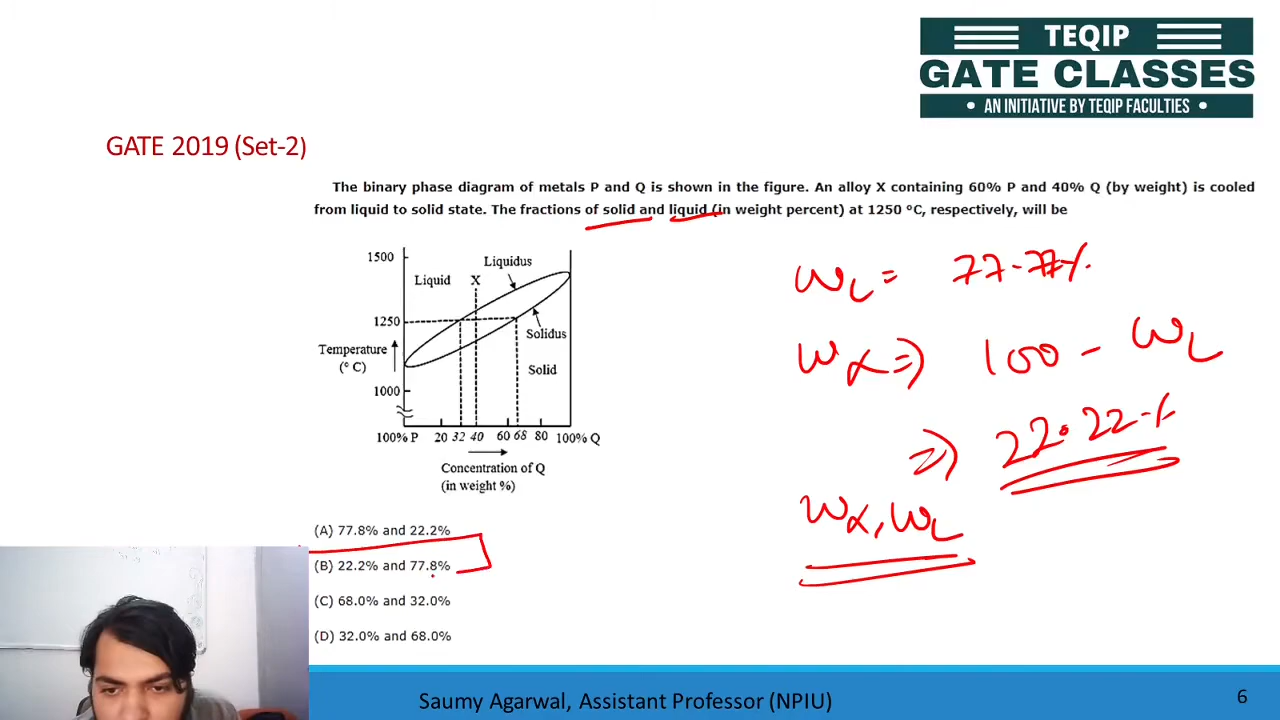 TEQIP
GATE CLASSES
• AN INITIATIVE BY TEQIP FACULTIES •
GATE 2019 (Set-2)
The binary phase diagram of metals P and Q is shown in the figure. An alloy X containing 60% P and 40% Q (by weight) is cooled
from liquid to solid state. The fractions of solid and liquid (in weight percent) at 1250 °C, respectively, will be
1500
Liquidus
Liquid
X
1250
Solidus
Temperature
(° C)
Solid
1000
100% P 20 32 40 60 68 80 100% Q
Concentration of Q
(in weight %)
(A) 77.8% and 22.2%
(B) 22.2% and 77.8%
(C) 68.0% and 32.0%
(D) 32.0% and 68.0%
WL = 77.77%
Wα ⇒ 100 - WL
⇒ 22.22%
Wα, WL
Saumy Agarwal, Assistant Professor (NPIU)
6